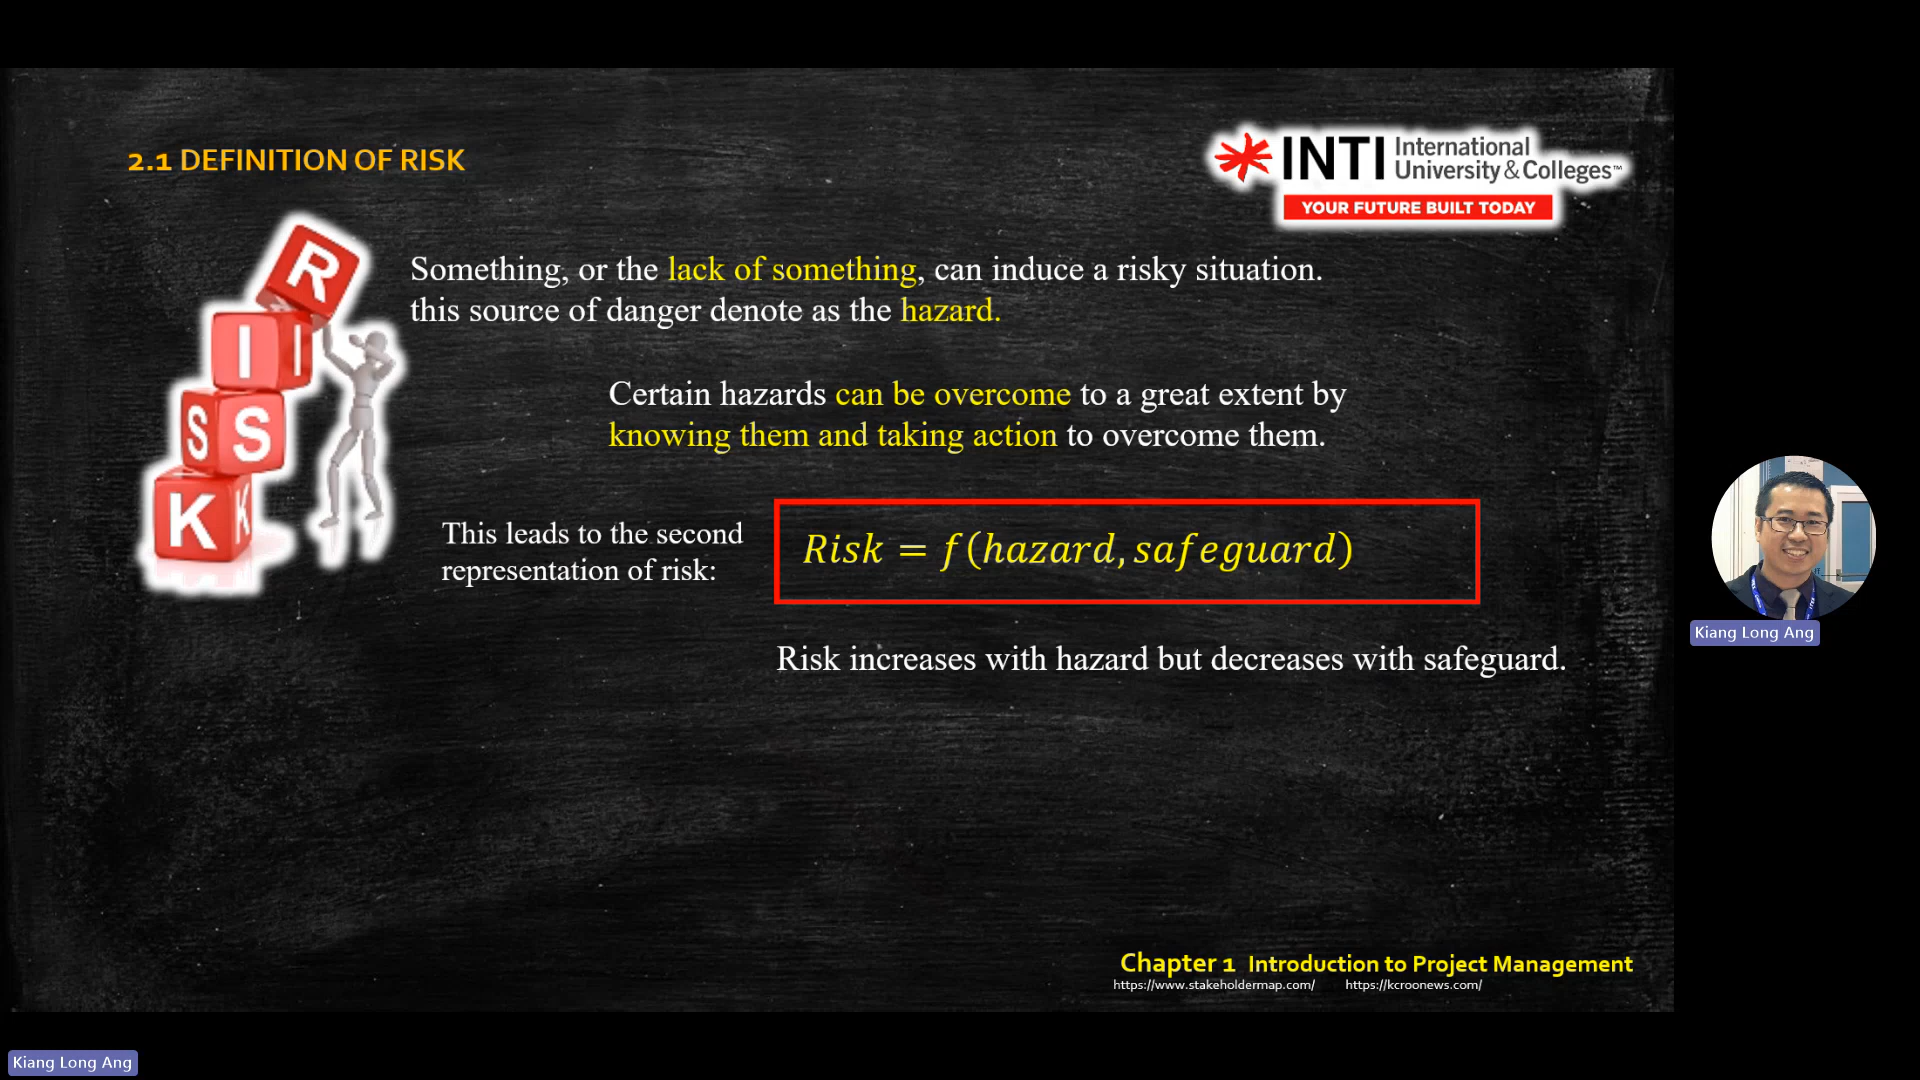 2.1 DEFINITION OF RISK
INTI International
University & Colleges™
YOUR FUTURE BUILT TODAY
R
I I
S S
K K
Something, or the lack of something, can induce a risky situation.
this source of danger denote as the hazard.
Certain hazards can be overcome to a great extent by
knowing them and taking action to overcome them.
This leads to the second
representation of risk:
Risk = f(hazard, safeguard)
Risk increases with hazard but decreases with safeguard.
Kiang Long Ang
Chapter 1 Introduction to Project Management
https://www.stakeholdermap.com/ https://kcroonews.com/
Kiang Long Ang